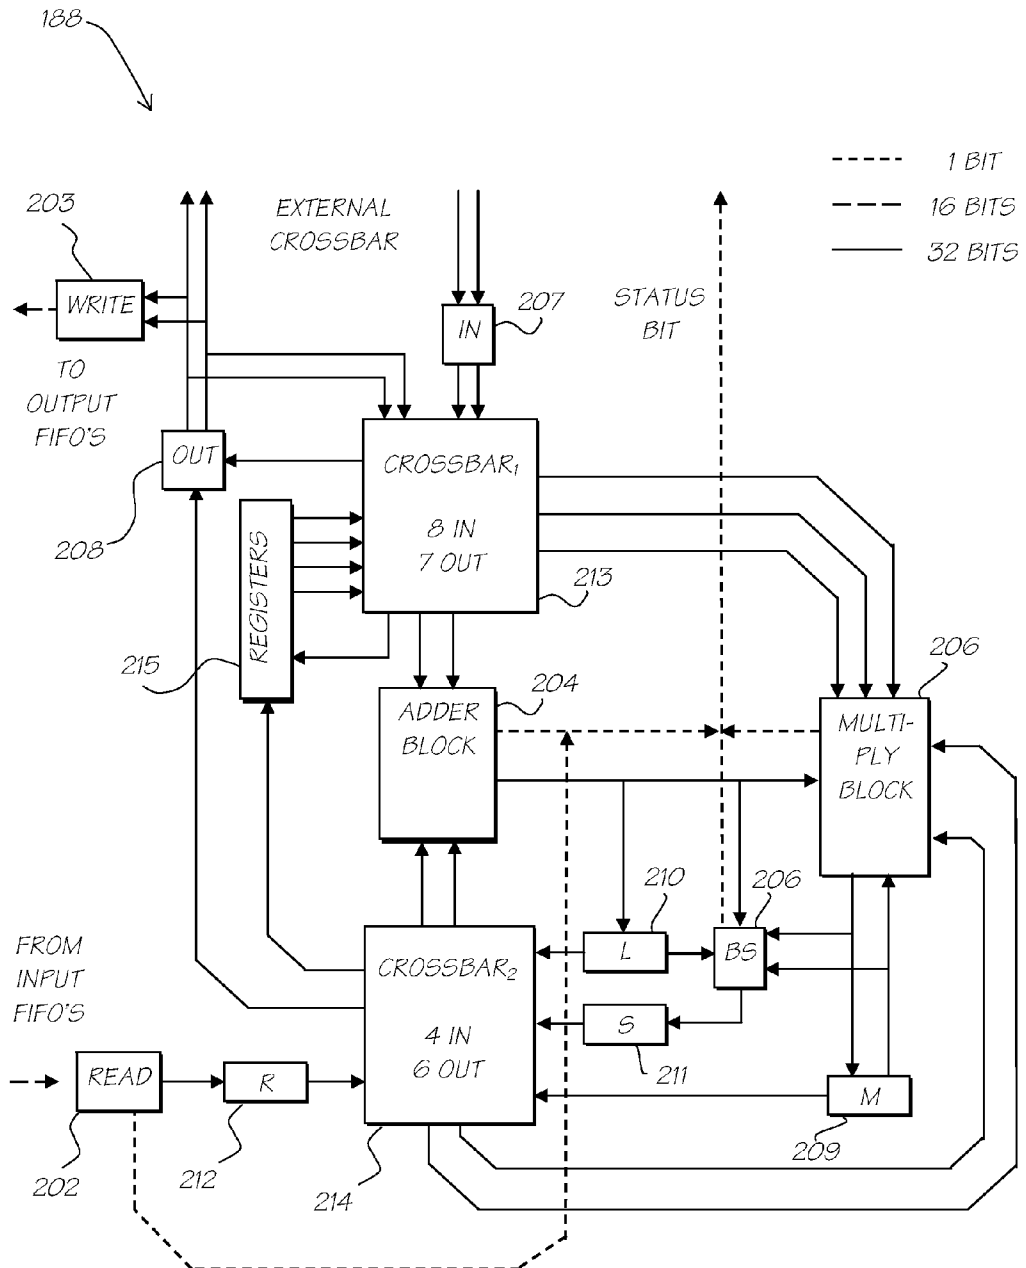 188
1 BIT
16 BITS
32 BITS
203
EXTERNAL
CROSSBAR
WRITE
207
IN
STATUS
BIT
TO
OUTPUT
FIFO'S
OUT
208
CROSSBAR1
8 IN
7 OUT
213
REGISTERS
215
204
ADDER
BLOCK
206
MULTI-
PLY
BLOCK
210
206
L
BS
FROM
INPUT
FIFO'S
CROSSBAR2
4 IN
6 OUT
S
211
READ
R
M
209
202
212
214